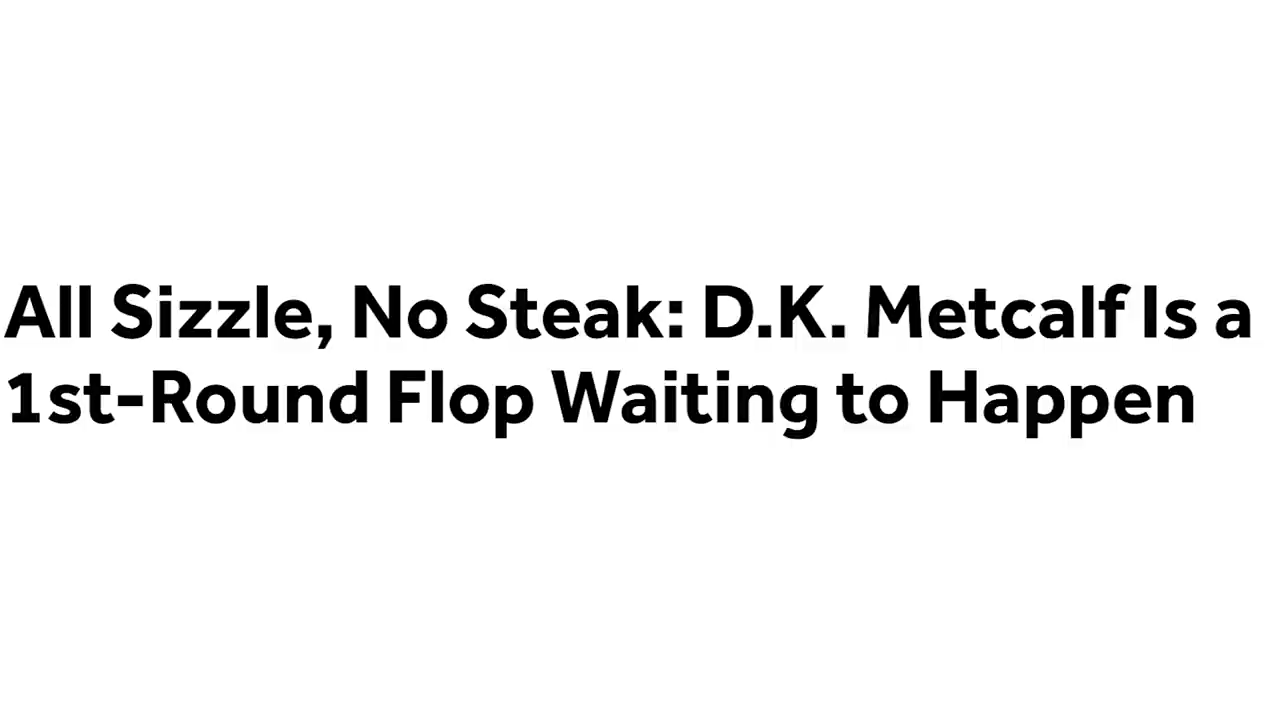 All Sizzle, No Steak: D.K. Metcalf Is a
1st-Round Flop Waiting to Happen